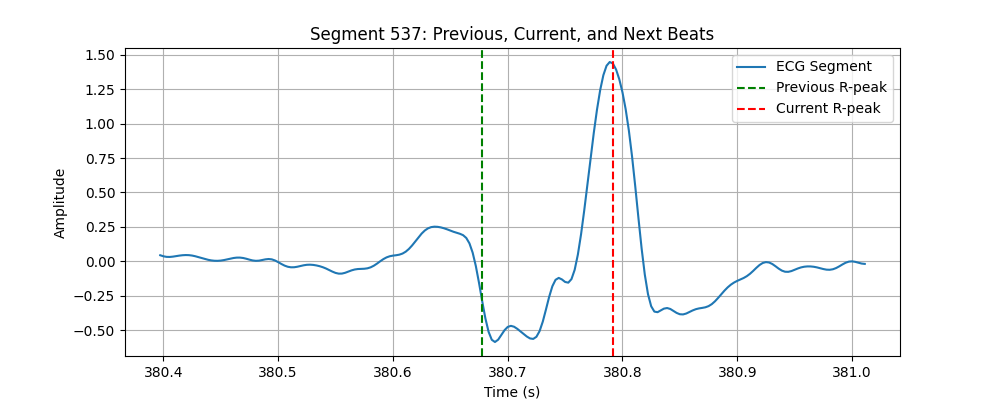 Segment 537: Previous, Current, and Next Beats
1.50
1.25
1.00
0.75
0.50
0.25
0.00
−0.25
−0.50
Amplitude
ECG Segment
Previous R-peak
Current R-peak
380.4
380.5
380.6
380.7
380.8
380.9
381.0
Time (s)